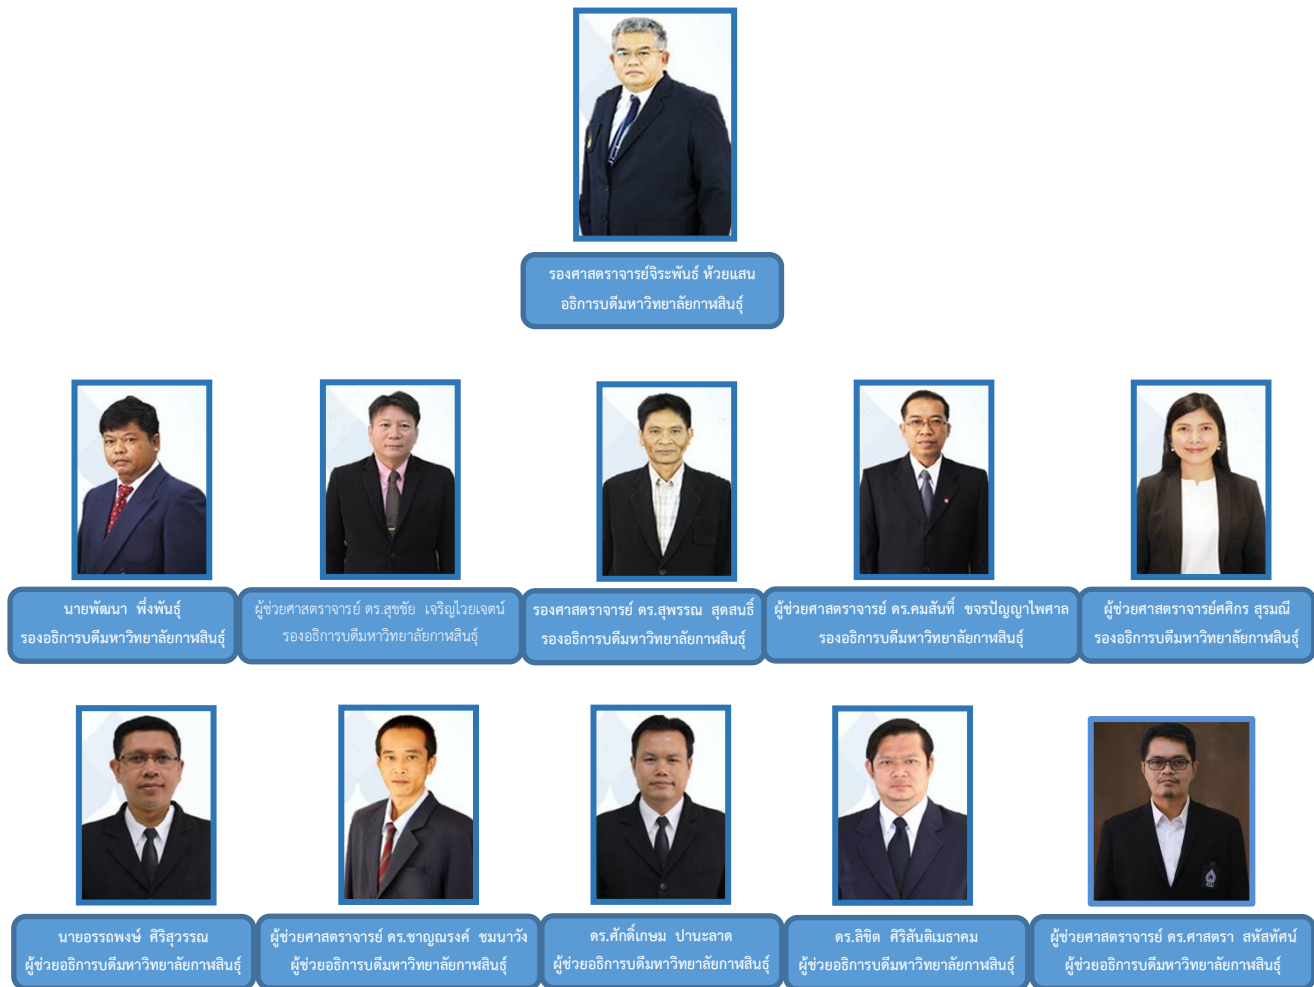 รองศาสตราจารย์จิระพันธ์ ห้วยแสน
อธิการบดีมหาวิทยาลัยกาฬสินธุ์
นายพัฒนา พึ่งพันธุ์
รองอธิการบดีมหาวิทยาลัยกาฬสินธุ์
ผู้ช่วยศาสตราจารย์ ดร.สุขชัย เจริญไวยเจตน์
รองอธิการบดีมหาวิทยาลัยกาฬสินธุ์
รองศาสตราจารย์ ดร.สุพรรณ สุดสนธิ์
รองอธิการบดีมหาวิทยาลัยกาฬสินธุ์
ผู้ช่วยศาสตราจารย์ ดร.คมสันทิ์ ขจรปัญญาไพศาล
รองอธิการบดีมหาวิทยาลัยกาฬสินธุ์
ผู้ช่วยศาสตราจารย์ศศิกร สุรมณี
รองอธิการบดีมหาวิทยาลัยกาฬสินธุ์
นายอรรถพงษ์ ศิริสุวรรณ
ผู้ช่วยอธิการบดีมหาวิทยาลัยกาฬสินธุ์
ผู้ช่วยศาสตราจารย์ ดร.ชาญณรงค์ ชมนาวัง
ผู้ช่วยอธิการบดีมหาวิทยาลัยกาฬสินธุ์
ดร.ศักดิ์เกษม ปานะลาด
ผู้ช่วยอธิการบดีมหาวิทยาลัยกาฬสินธุ์
ดร.ลิขิต ศิริสันติเมธาคม
ผู้ช่วยอธิการบดีมหาวิทยาลัยกาฬสินธุ์
ผู้ช่วยศาสตราจารย์ ดร.ศาสตรา สหัสทัศน์
ผู้ช่วยอธิการบดีมหาวิทยาลัยกาฬสินธุ์